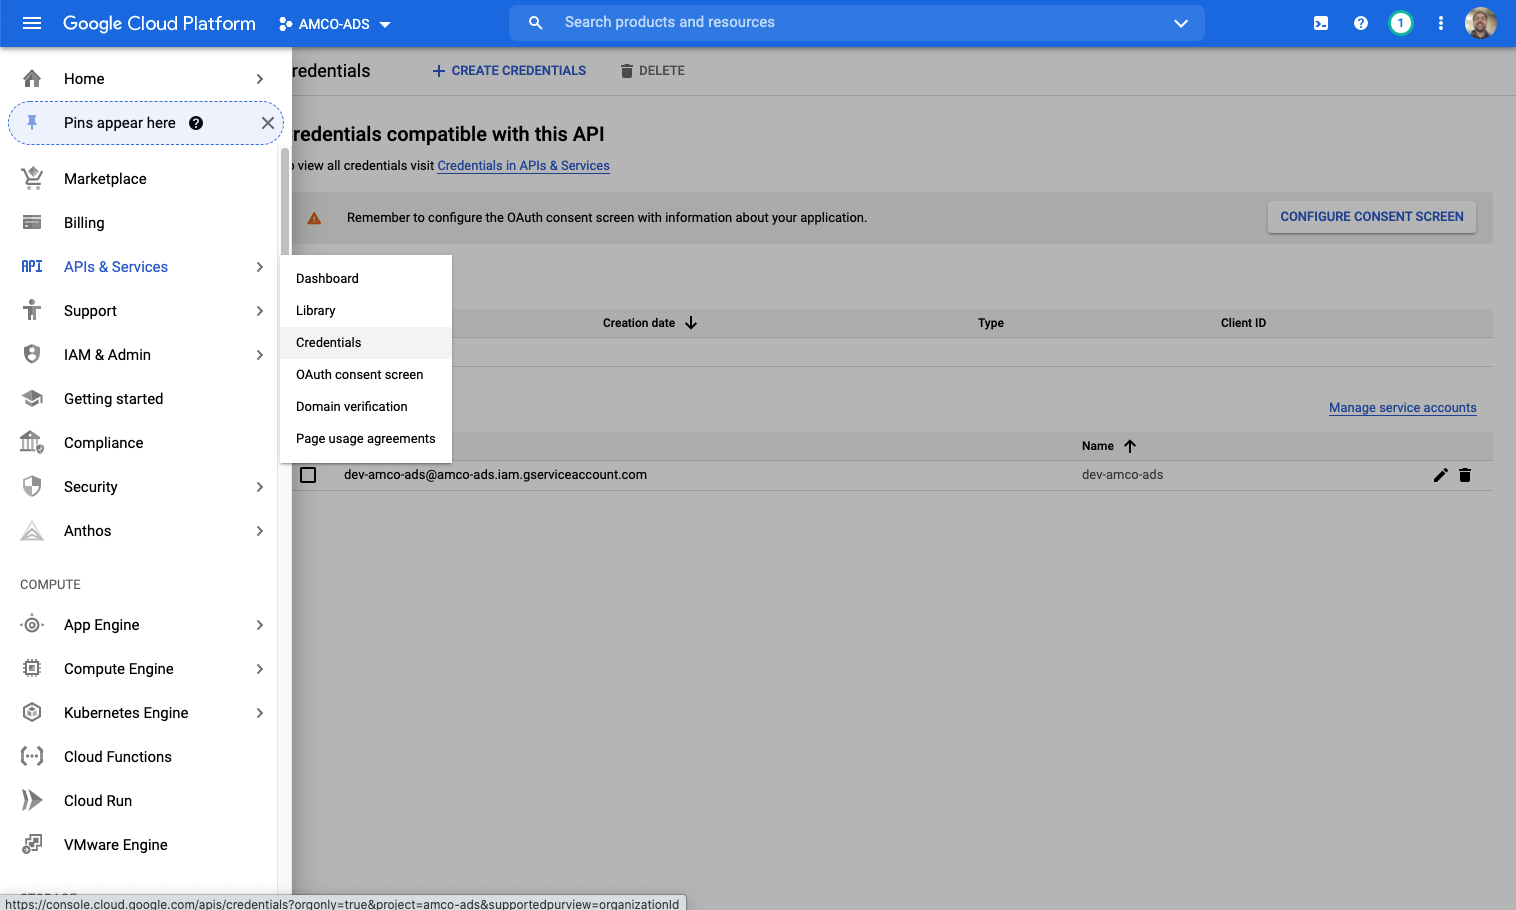 Google Cloud Platform
AMCO-ADS
Search products and resources
1
Home
Pins appear here
Marketplace
Billing
API APIs & Services
Support
IAM & Admin
Getting started
Compliance
Security
Anthos
COMPUTE
App Engine
Compute Engine
Kubernetes Engine
Cloud Functions
Cloud Run
VMware Engine
Dashboard
Library
Credentials
OAuth consent screen
Domain verification
Page usage agreements
redentials
CREATE CREDENTIALS
DELETE
redentials compatible with this API
view all credentials visit Credentials in APIs & Services
Remember to configure the OAuth consent screen with information about your application.
CONFIGURE CONSENT SCREEN
Creation date
Type
Client ID
Manage service accounts
Name
dev-amco-ads@amco-ads.iam.gserviceaccount.com
dev-amco-ads
https://console.cloud.google.com/apis/credentials?orgonly=true&project=amco-ads&supportedpurview=organizationId